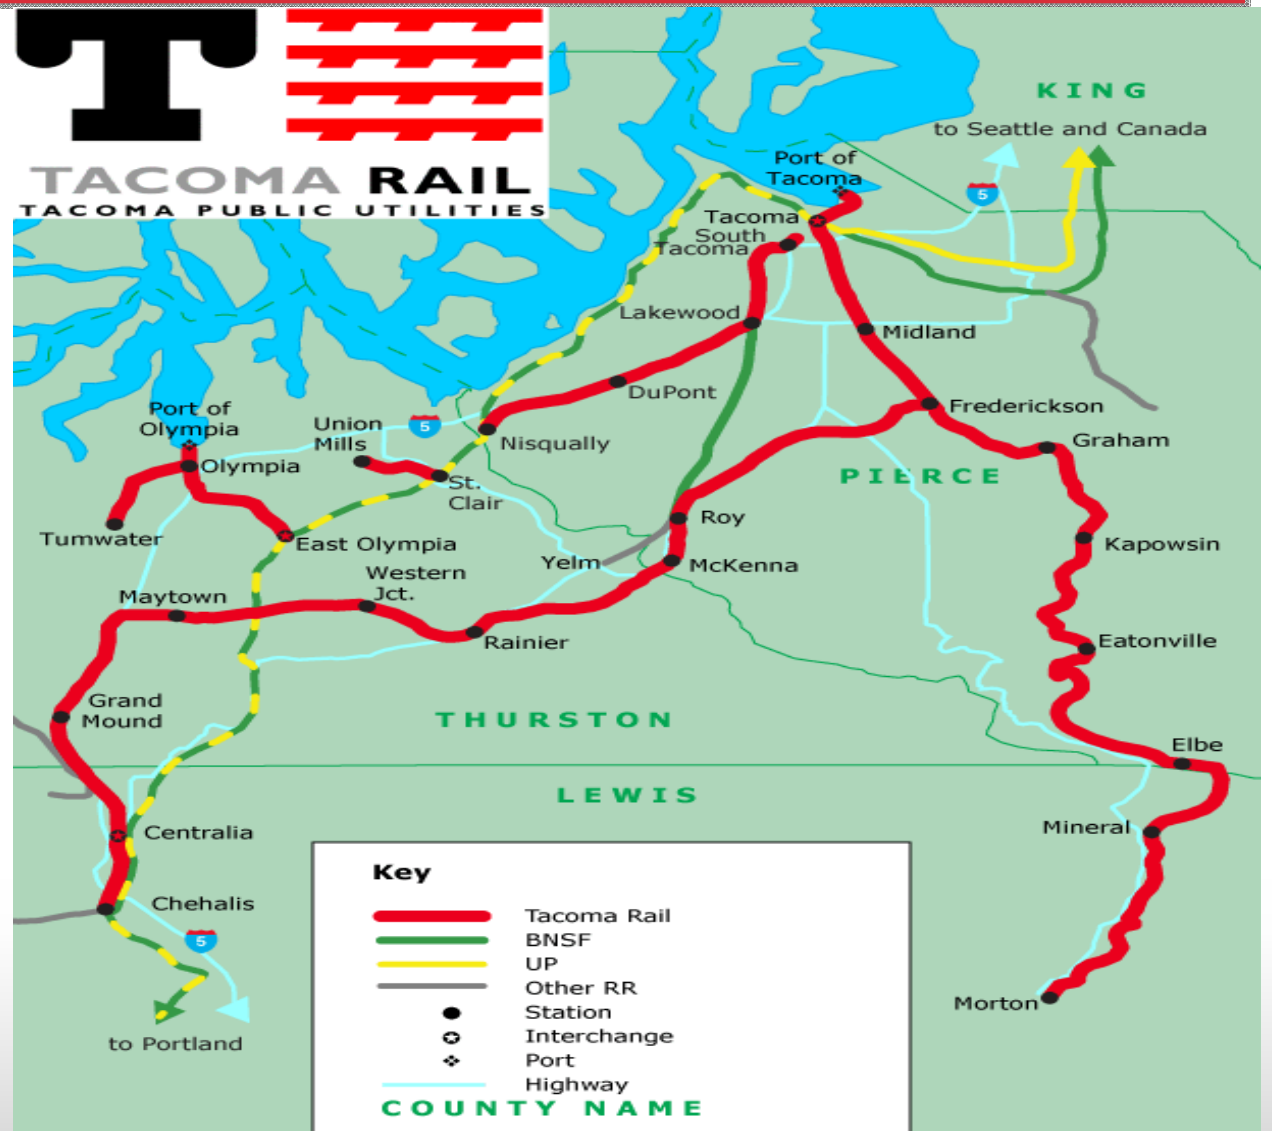 TACOMA RAIL
TACOMA PUBLIC UTILITIES
KING
to Seattle and Canada
5
Port of
Tacoma
Tacoma
South
Tacoma
Lakewood
Midland
DuPont
Frederickson
Graham
Port of
Olympia
Union
Mills
5
Nisqually
Olympia
St.
Clair
PIERCE
Tumwater
East Olympia
Roy
Kapowsin
Yelm
McKenna
Western
Jct.
Maytown
Rainier
Eatonville
Grand
Mound
THURSTON
Elbe
LEWIS
Centralia
Mineral
Chehalis
5
Morton
to Portland
Key
Tacoma Rail
BNSF
UP
Other RR
Station
Interchange
Port
Highway
COUNTY NAME